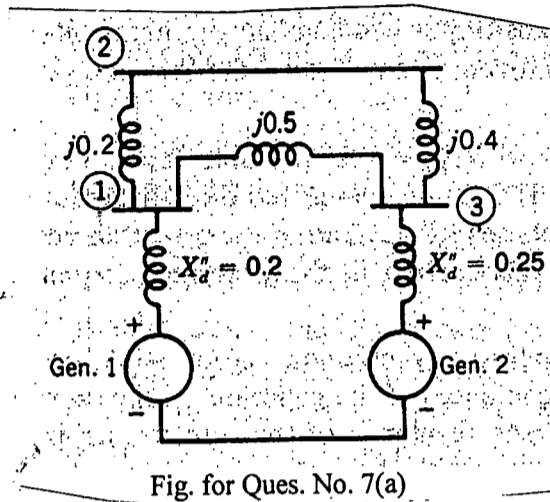 ②
j0.5
j0.2
j0.4
①
③
X″d = 0.2
X″d = 0.25
+
+
Gen. 1
Gen. 2
−
−
Fig. for Ques. No. 7(a)